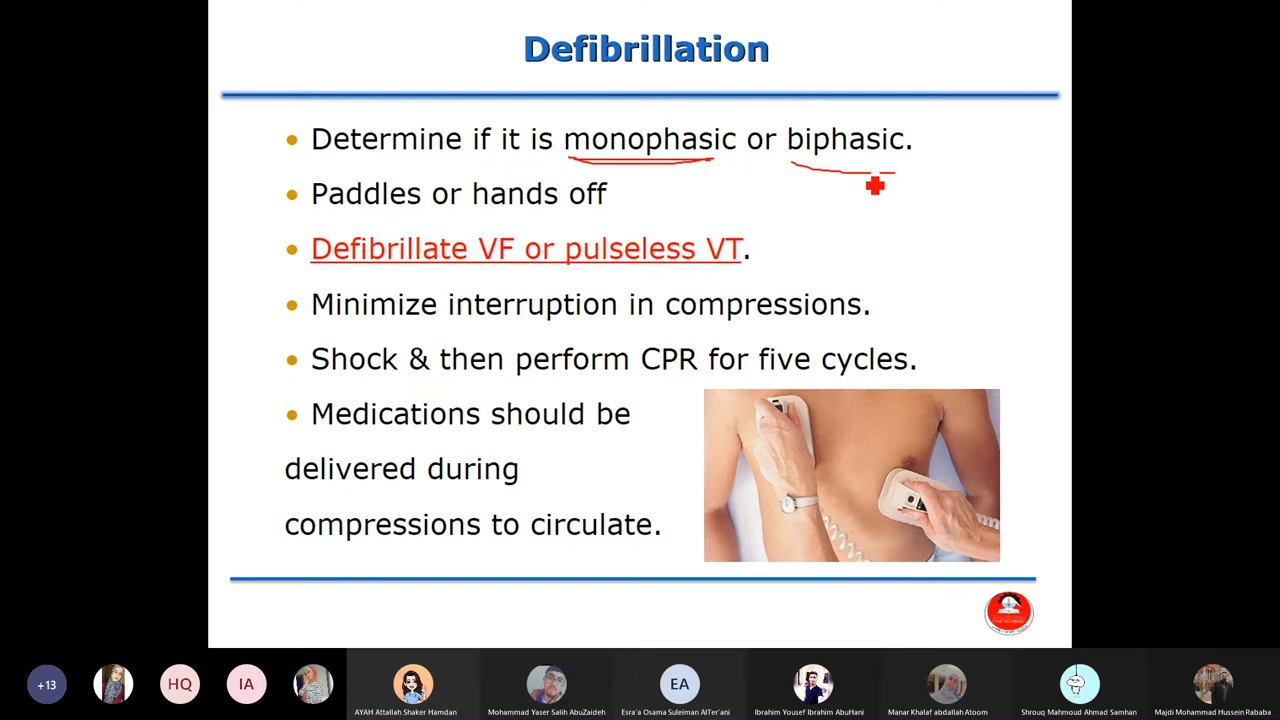 Defibrillation
• Determine if it is monophasic or biphasic.
• Paddles or hands off
• Defibrillate VF or pulseless VT.
• Minimize interruption in compressions.
• Shock & then perform CPR for five cycles.
• Medications should be
delivered during
compressions to circulate.
+13
HQ
IA
EA
AYAH Attallah Shaker Hamdan
Mohammad Yaser Salih AbuZaideh
Esra'a Osama Suleiman AlTer'ani
Ibrahim Yousef Ibrahim AbuHani
Manar Khalaf abdallah Atoom
Shrouq Mahmoud Ahmad Samhan
Majdi Mohammad Hussein Rababa